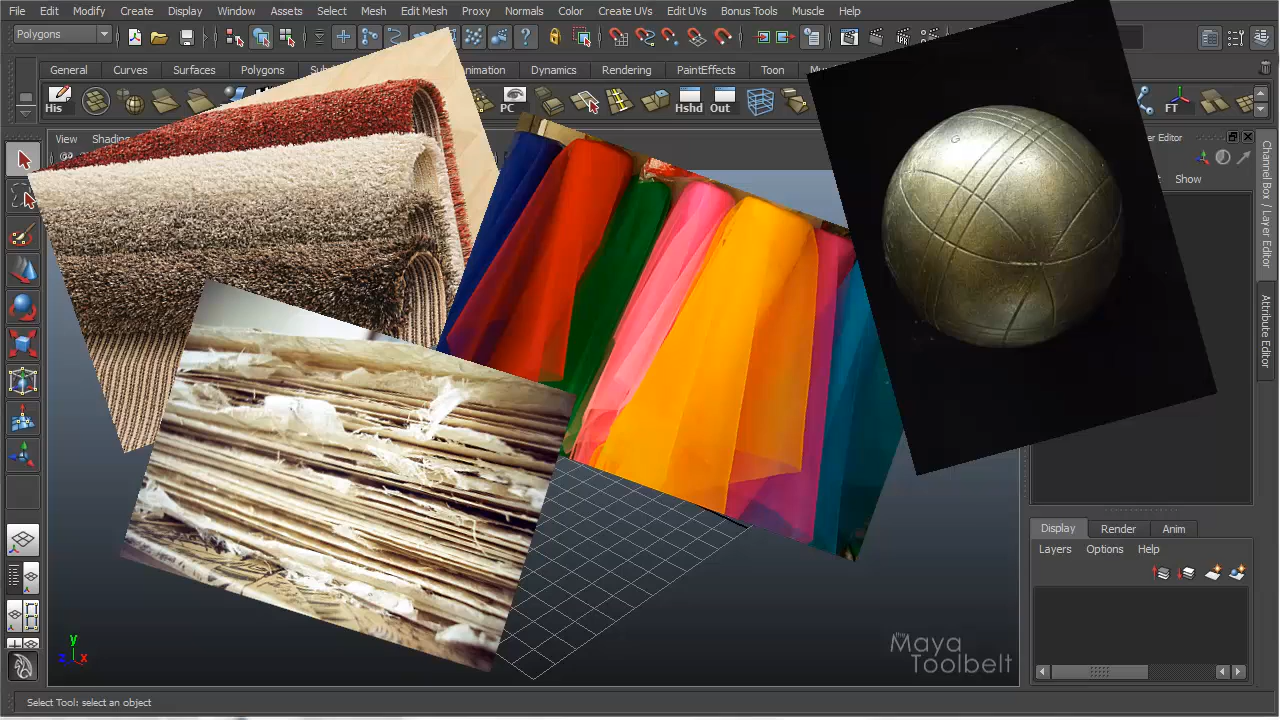 File Edit Modify Create Display Window Assets Select Mesh Edit Mesh Proxy Normals Color Create UVs Edit UVs Bonus Tools Muscle Help
Polygons
General Curves Surfaces Polygons Dynamics Rendering PaintEffects Toon
His PC Hshd Out FT
View Shading
Show
Channel Box / Layer Editor
Attribute Editor
Display Render Anim
Layers Options Help
y
z x
Maya
Toolbelt
Select Tool: select an object